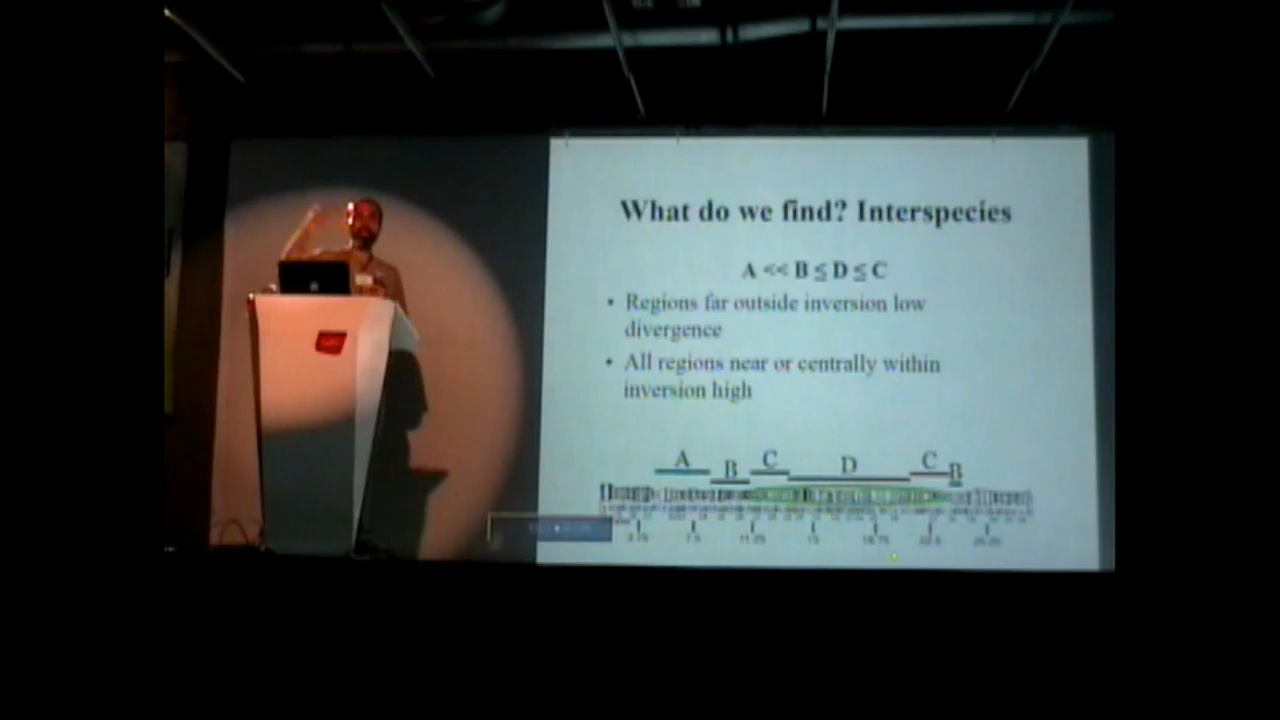 What do we find? Interspecies
A << B ≤ D ≤ C
• Regions far outside inversion low
divergence
• All regions near or centrally within
inversion high
A B C D C B
3.75 7.5 11.25 15 18.75 22.5 26.25